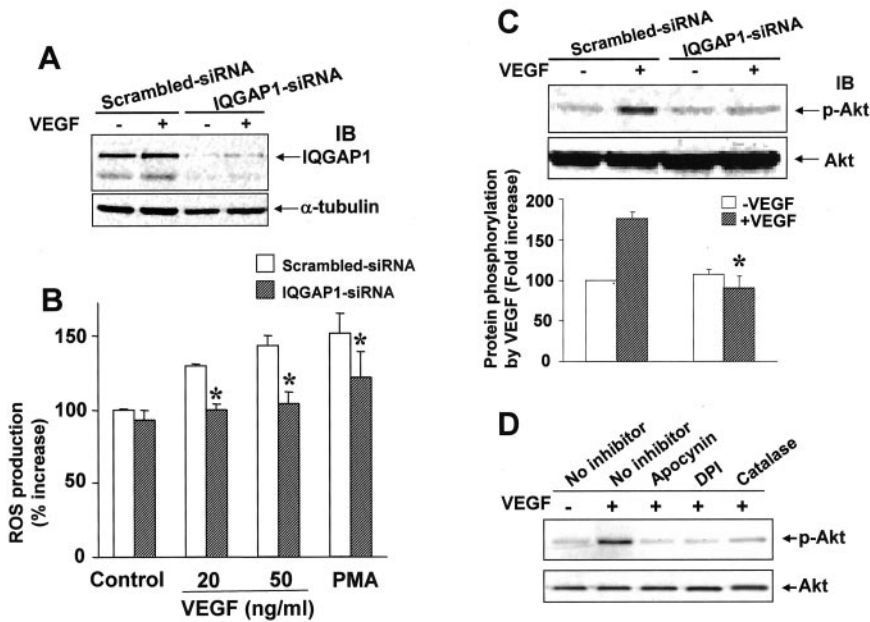 A
Scrambled-siRNA
IQGAP1-siRNA
VEGF - + - + IB
IQGAP1
α-tubulin
B
Scrambled-siRNA
IQGAP1-siRNA
ROS production
(% increase)
150
100
50
0
* * *
Control 20 50 PMA
VEGF (ng/ml)
C
Scrambled-siRNA
IQGAP1-siRNA
VEGF - + - + IB
p-Akt
Akt
Protein phosphorylation
by VEGF (Fold increase)
200
150
100
50
0
-VEGF
+VEGF
*
D
No inhibitor
No inhibitor
Apocynin
DPI
Catalase
VEGF - + + + +
p-Akt
Akt